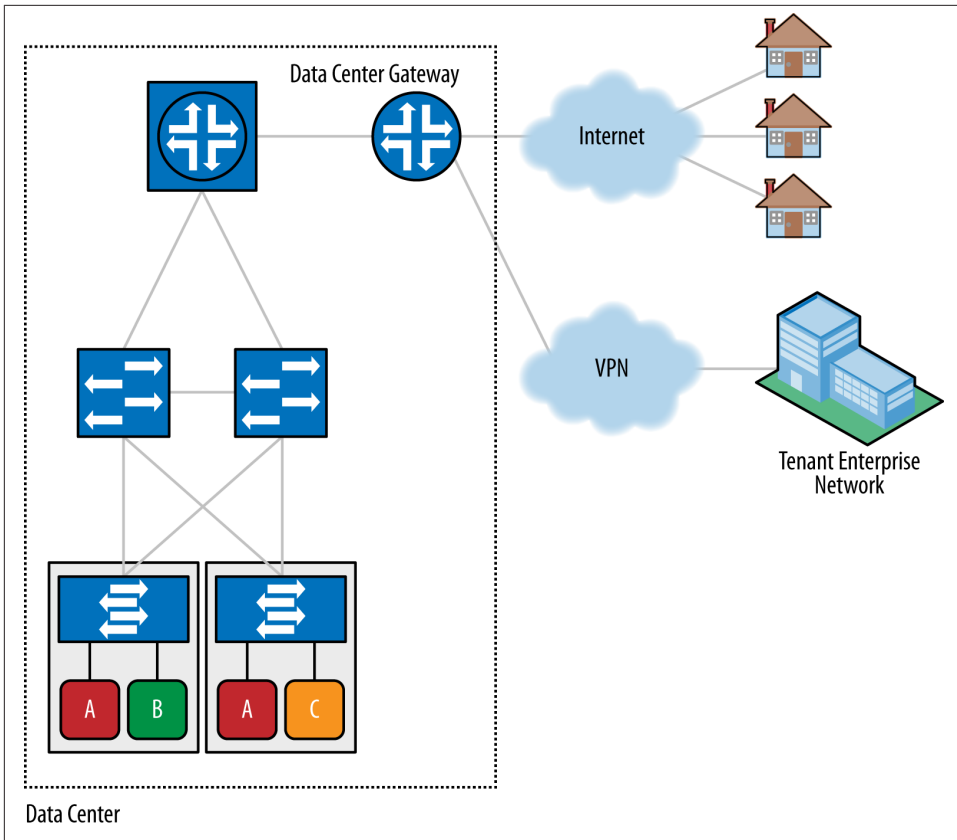 Data Center Gateway
Internet
VPN
Tenant Enterprise
Network
A
B
A
C
Data Center